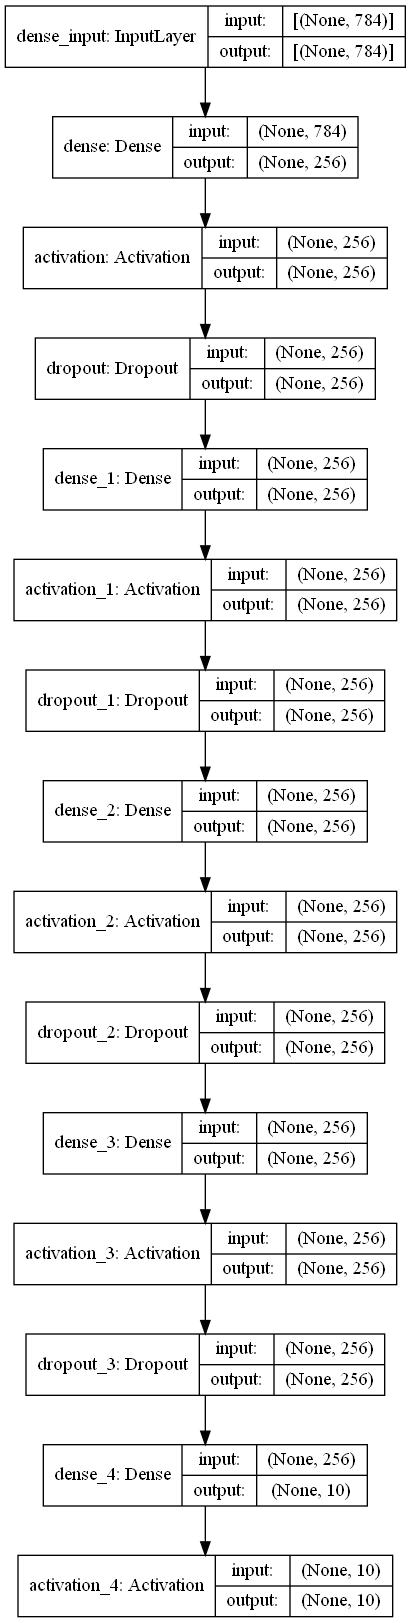 dense_input: InputLayer
input: [(None, 784)]
output: [(None, 784)]
dense: Dense
input: (None, 784)
output: (None, 256)
activation: Activation
input: (None, 256)
output: (None, 256)
dropout: Dropout
input: (None, 256)
output: (None, 256)
dense_1: Dense
input: (None, 256)
output: (None, 256)
activation_1: Activation
input: (None, 256)
output: (None, 256)
dropout_1: Dropout
input: (None, 256)
output: (None, 256)
dense_2: Dense
input: (None, 256)
output: (None, 256)
activation_2: Activation
input: (None, 256)
output: (None, 256)
dropout_2: Dropout
input: (None, 256)
output: (None, 256)
dense_3: Dense
input: (None, 256)
output: (None, 256)
activation_3: Activation
input: (None, 256)
output: (None, 256)
dropout_3: Dropout
input: (None, 256)
output: (None, 256)
dense_4: Dense
input: (None, 256)
output: (None, 10)
activation_4: Activation
input: (None, 10)
output: (None, 10)